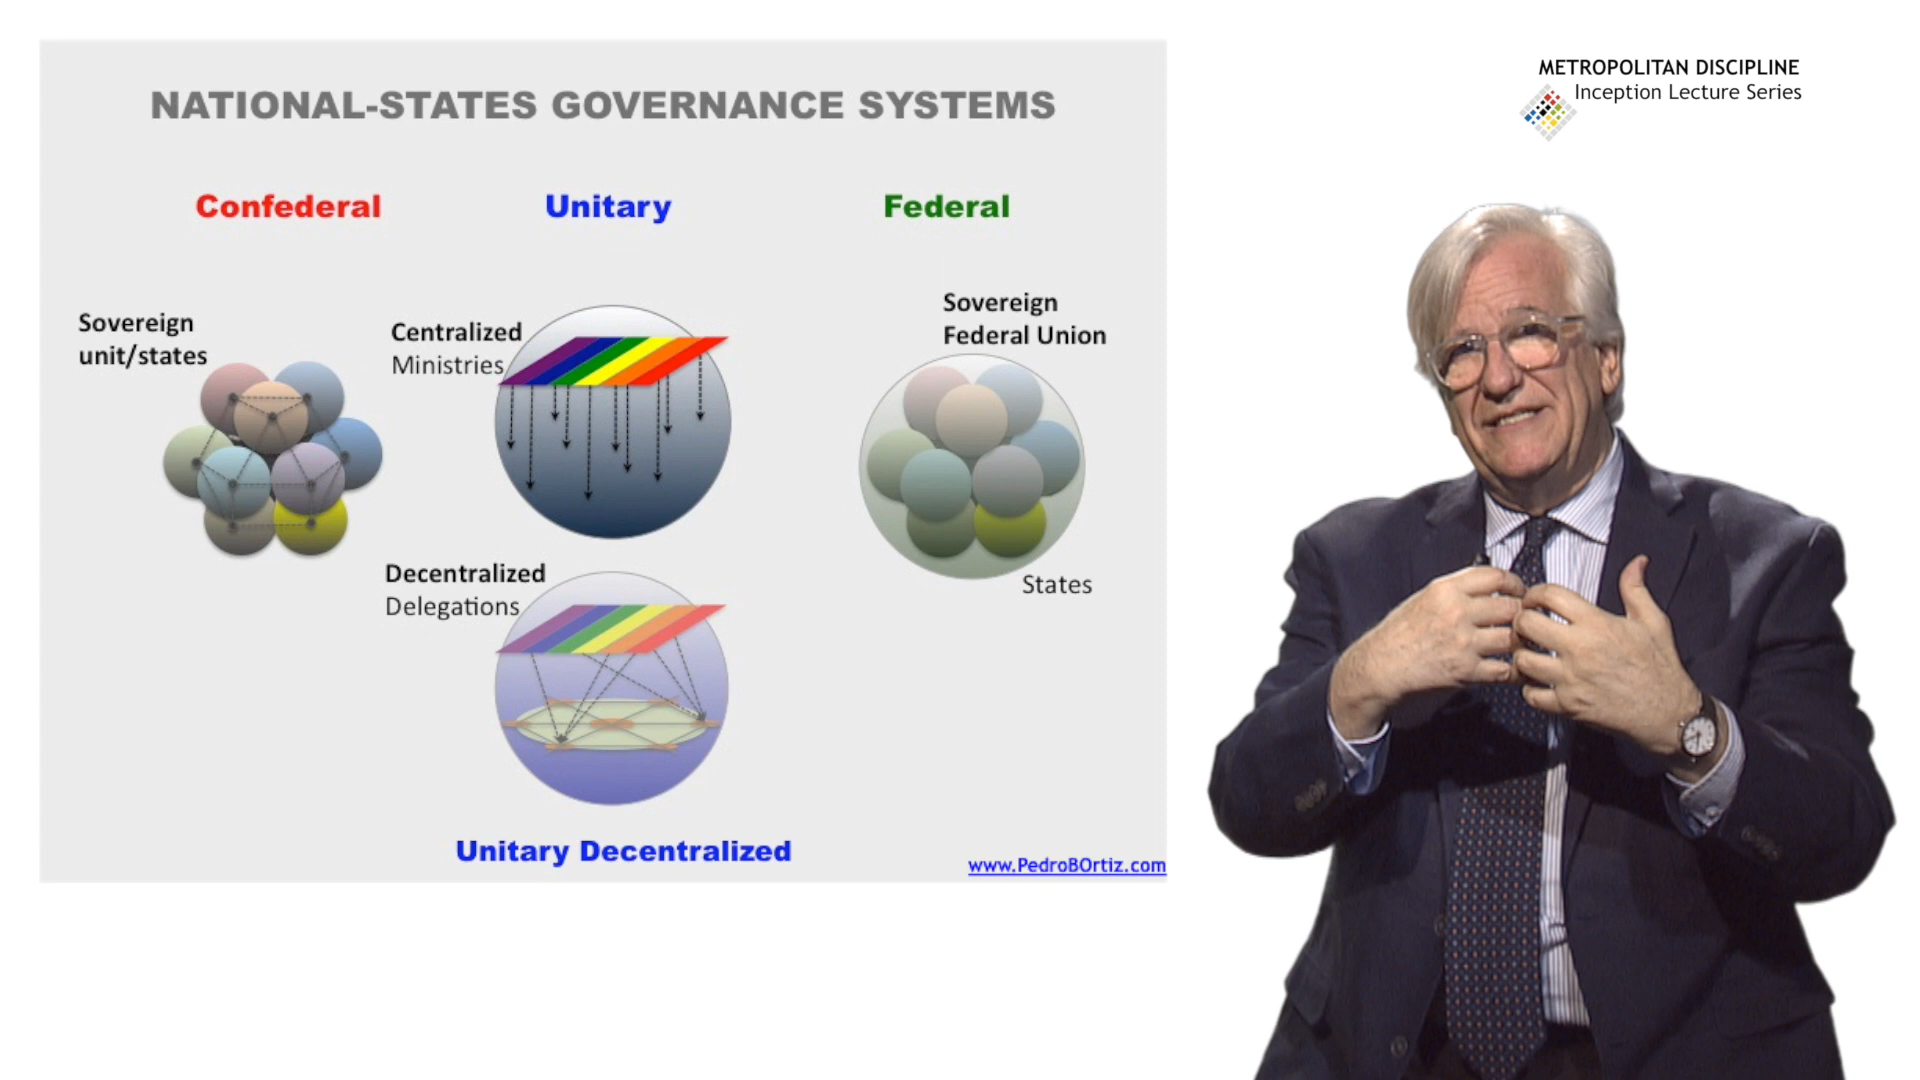 NATIONAL-STATES GOVERNANCE SYSTEMS
Confederal
Unitary
Federal
Sovereign
unit/states
Centralized
Ministries
Sovereign
Federal Union
States
Decentralized
Delegations
Unitary Decentralized
www.PedroBOrtiz.com
METROPOLITAN DISCIPLINE
Inception Lecture Series